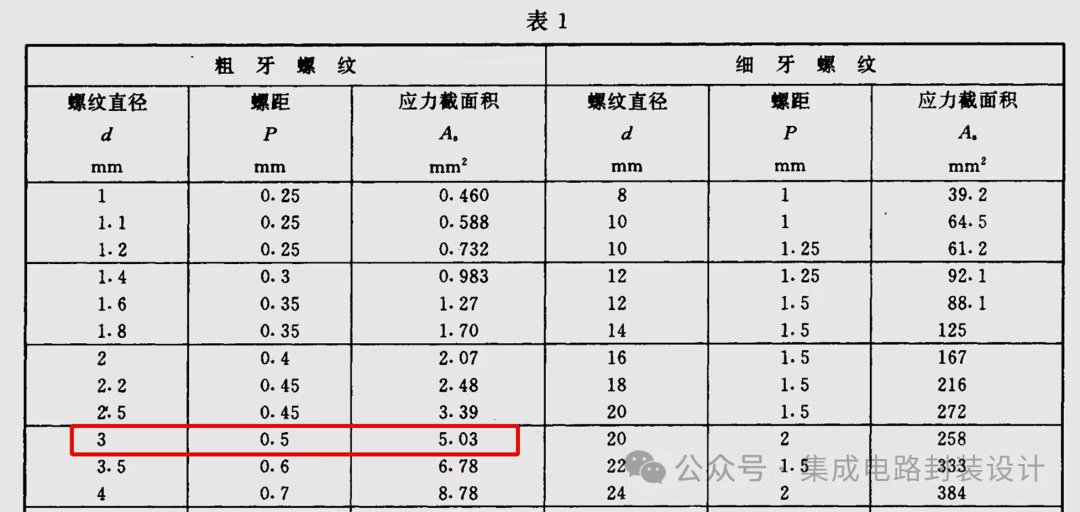 表 1
粗 牙 螺 纹 细 牙 螺 纹
螺纹直径 螺距 应力截面积 螺纹直径 螺距 应力截面积
d P As d P As
mm mm mm² mm mm mm²
1 0.25 0.460 8 1 39.2
1.1 0.25 0.588 10 1 64.5
1.2 0.25 0.732 10 1.25 61.2
1.4 0.3 0.983 12 1.25 92.1
1.6 0.35 1.27 12 1.5 88.1
1.8 0.35 1.70 14 1.5 125
2 0.4 2.07 16 1.5 167
2.2 0.45 2.48 18 1.5 216
2.5 0.45 3.39 20 1.5 272
3 0.5 5.03 20 2 258
3.5 0.6 6.78 22 1.5 333
4 0.7 8.78 24 2 384
公众号·集成电路封装设计